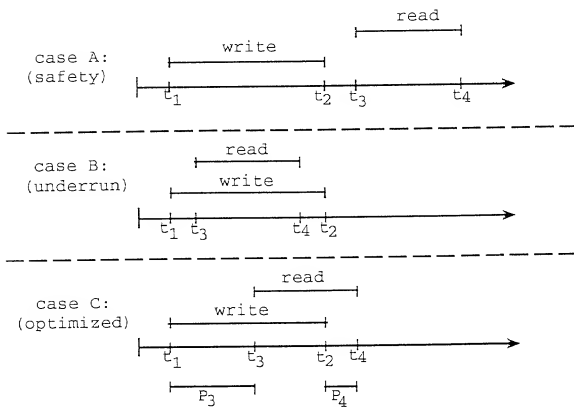 read
write
case A:
(safety)
t1 t2 t3 t4
read
case B:
(underrun)
write
t1 t3 t4 t2
read
case C:
(optimized)
write
t1 t3 t2 t4
P3 P4